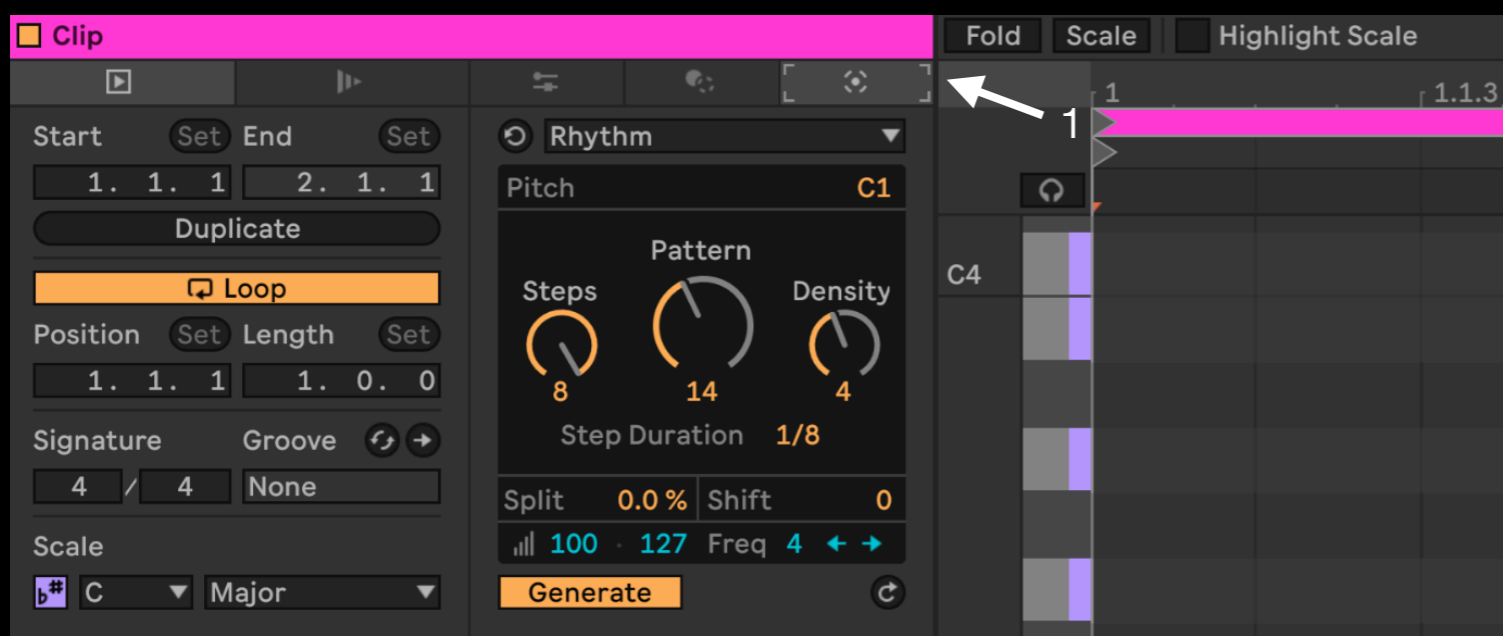 Clip
Fold Scale Highlight Scale
1 1.1.3
1
Start Set End Set
1. 1. 1 2. 1. 1
Duplicate
Loop
Position Set Length Set
1. 1. 1 1. 0. 0
Signature Groove
4 / 4 None
Scale
♭# C Major
Rhythm
Pitch C1
Pattern
Steps Density
8 14 4
Step Duration 1/8
Split 0.0 % Shift 0
100 · 127 Freq 4 ← →
Generate
C4